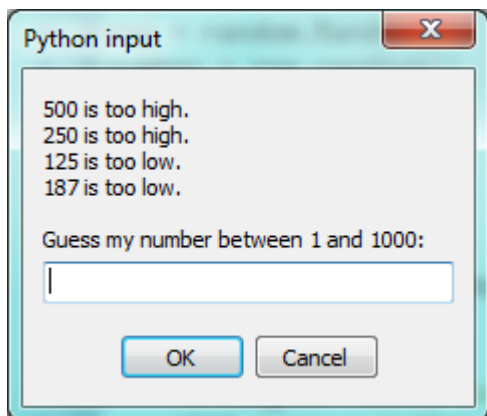 Python input
500 is too high.
250 is too high.
125 is too low.
187 is too low.
Guess my number between 1 and 1000:
OK
Cancel